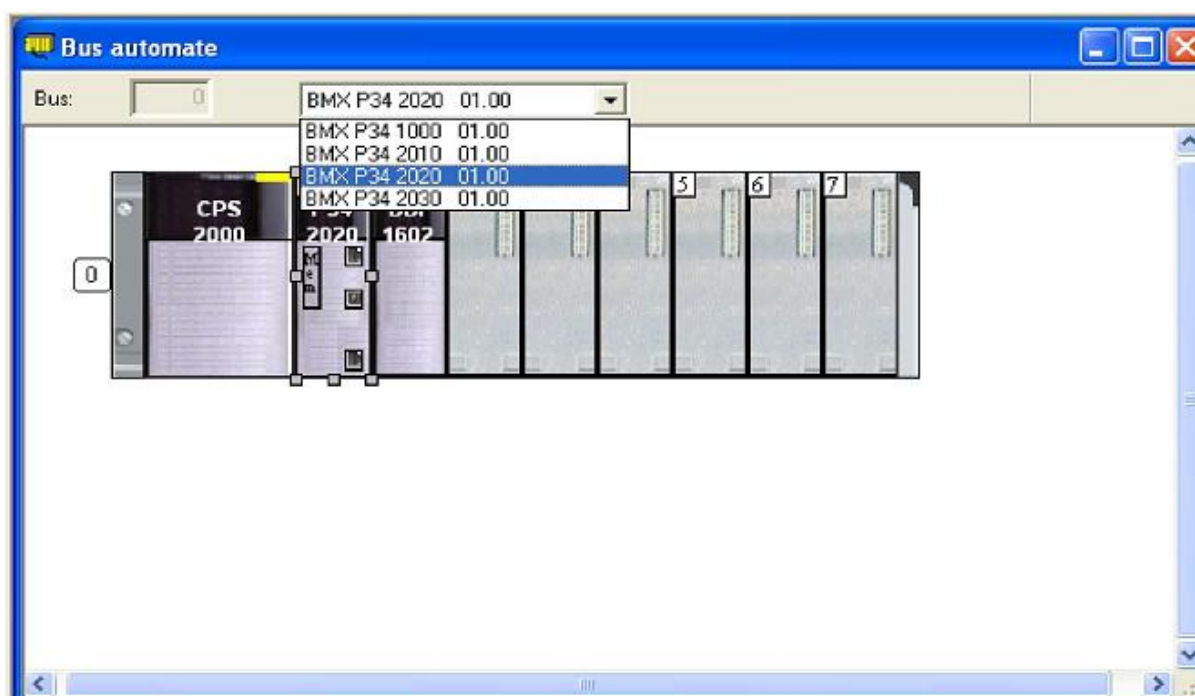 Bus automate
Bus: 0 BMX P34 2020 01.00
BMX P34 1000 01.00
BMX P34 2010 01.00
BMX P34 2020 01.00
BMX P34 2030 01.00
CPS
2000
2020
1602
5
6
7
0
Mem